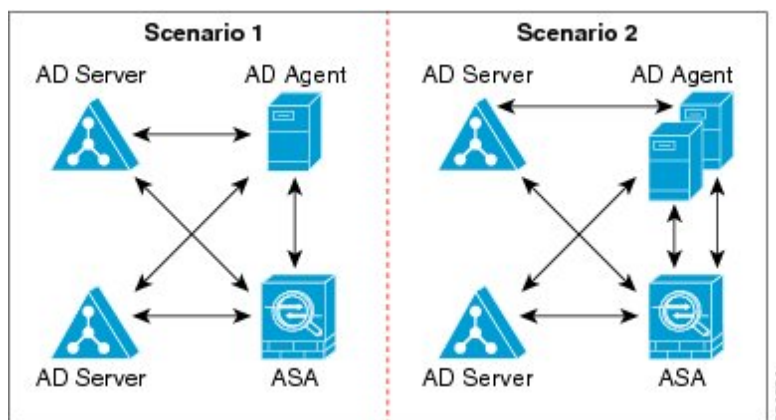 Scenario 1
AD Server AD Agent
AD Server ASA
Scenario 2
AD Server AD Agent
AD Server ASA